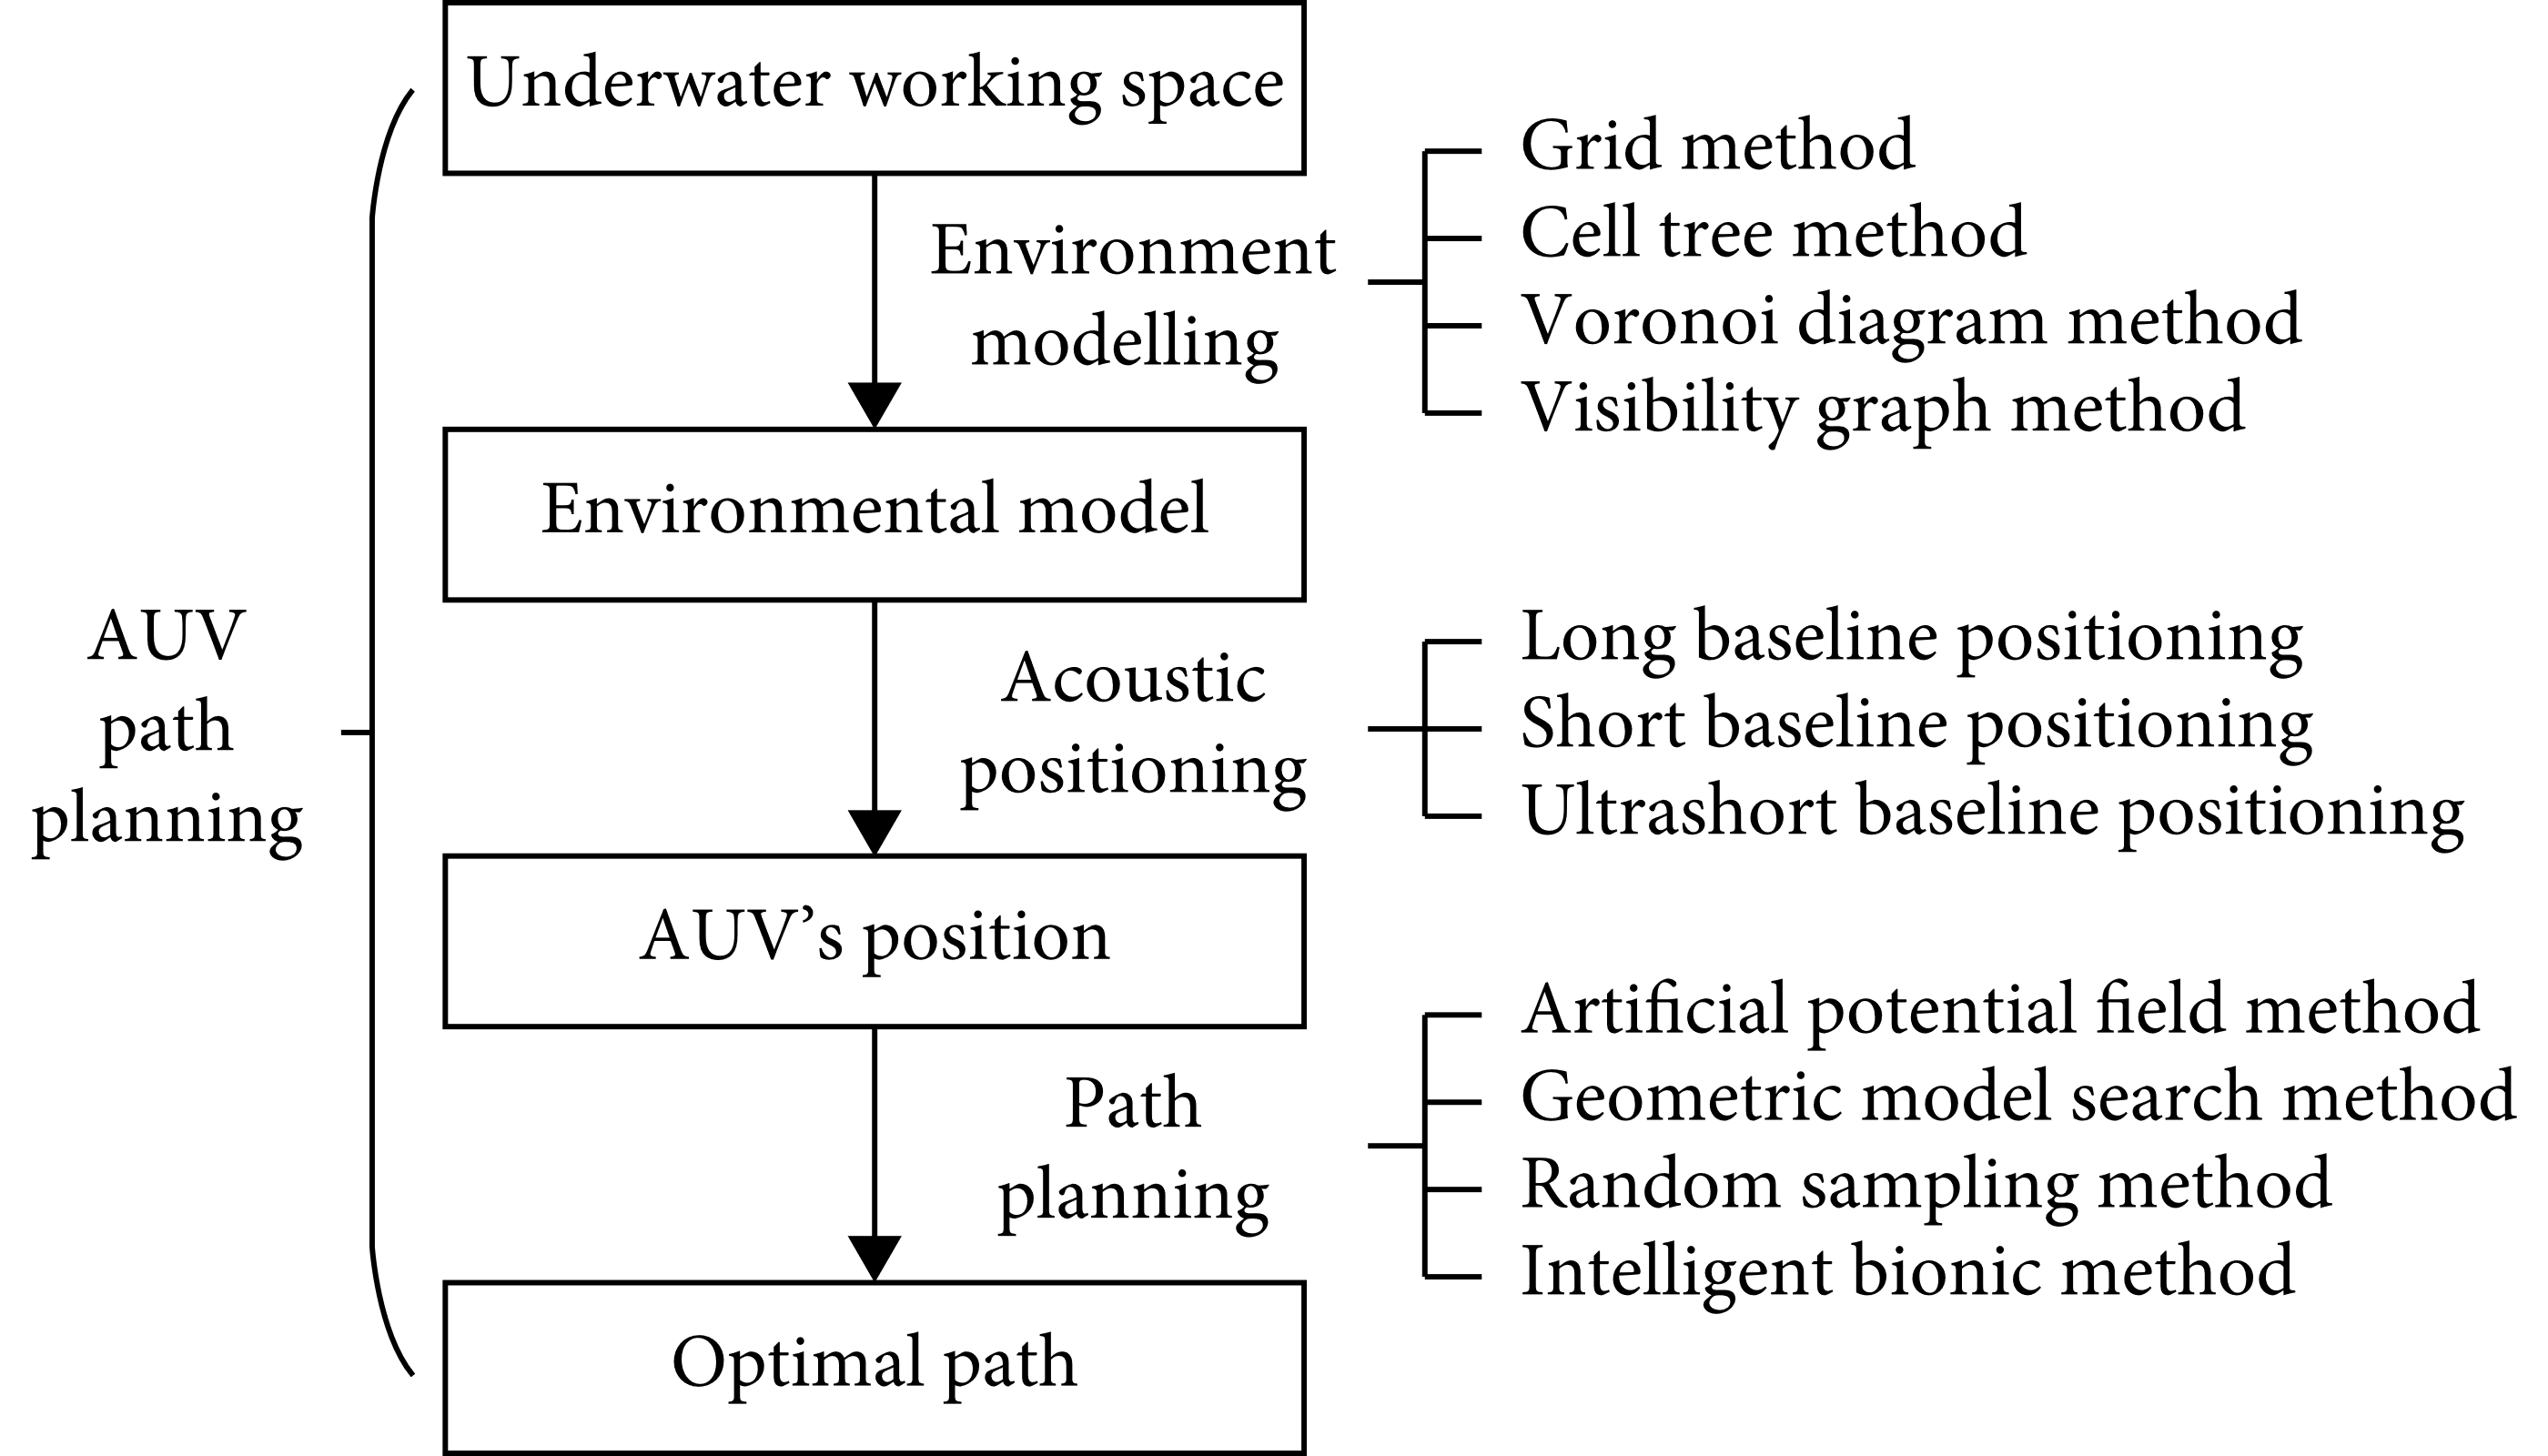 AUV
path
planning
Underwater working space
Environment
modelling
Grid method
Cell tree method
Voronoi diagram method
Visibility graph method
Environmental model
Acoustic
positioning
Long baseline positioning
Short baseline positioning
Ultrashort baseline positioning
AUV’s position
Path
planning
Artificial potential field method
Geometric model search method
Random sampling method
Intelligent bionic method
Optimal path